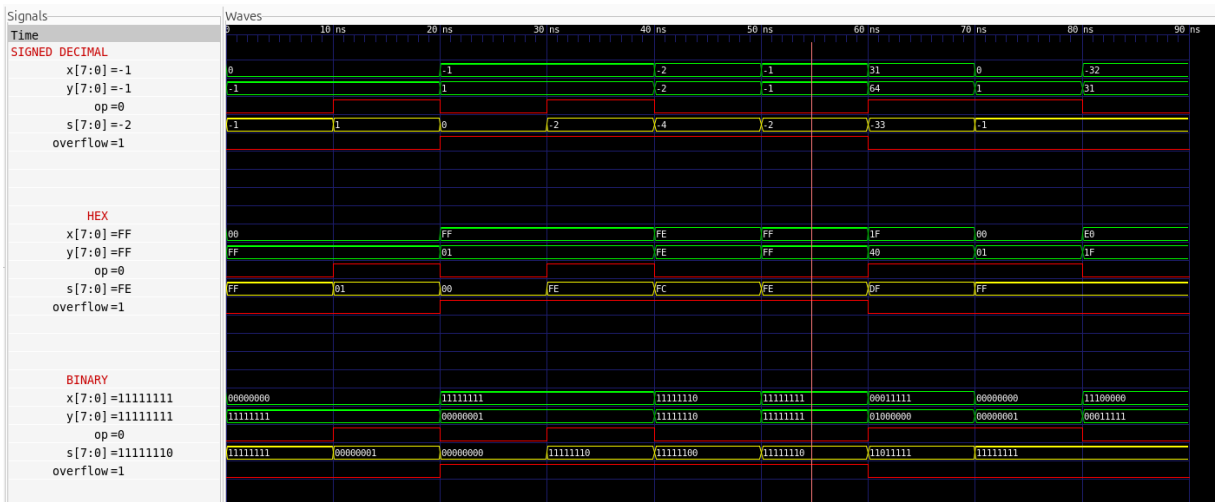 Signals
Waves
Time
0 10 ns 20 ns 30 ns 40 ns 50 ns 60 ns 70 ns 80 ns 90 ns
SIGNED DECIMAL
x[7:0] =-1 0 -1 -2 -1 31 0 -32
y[7:0] =-1 -1 1 -2 -1 64 1 31
op =0
s[7:0] =-2 -1 1 0 -2 -4 -2 -33 -1
overflow =1
HEX
x[7:0] =FF 00 FF FE FF 1F 00 E0
y[7:0] =FF FF 01 FE FF 40 01 1F
op =0
s[7:0] =FE FF 01 00 FE FC FE DF FF
overflow =1
BINARY
x[7:0] =11111111 00000000 11111111 11111110 11111111 00011111 00000000 11100000
y[7:0] =11111111 11111111 00000001 11111110 11111111 01000000 00000001 00011111
op =0
s[7:0] =11111110 11111111 00000001 00000000 11111110 11111100 11111110 11011111 11111111
overflow =1